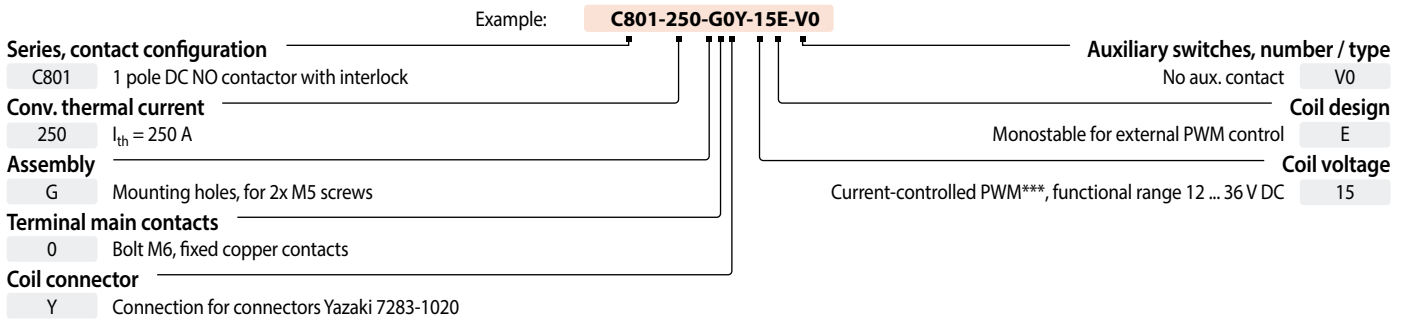 Example: C801-250-G0Y-15E-V0
Series, contact configuration
C801 1 pole DC NO contactor with interlock
Conv. thermal current
250 Ith = 250 A
Assembly
G Mounting holes, for 2x M5 screws
Terminal main contacts
0 Bolt M6, fixed copper contacts
Coil connector
Y Connection for connectors Yazaki 7283-1020
Auxiliary switches, number / type
No aux. contact V0
Coil design
Monostable for external PWM control E
Coil voltage
Current-controlled PWM***, functional range 12 ... 36 V DC 15